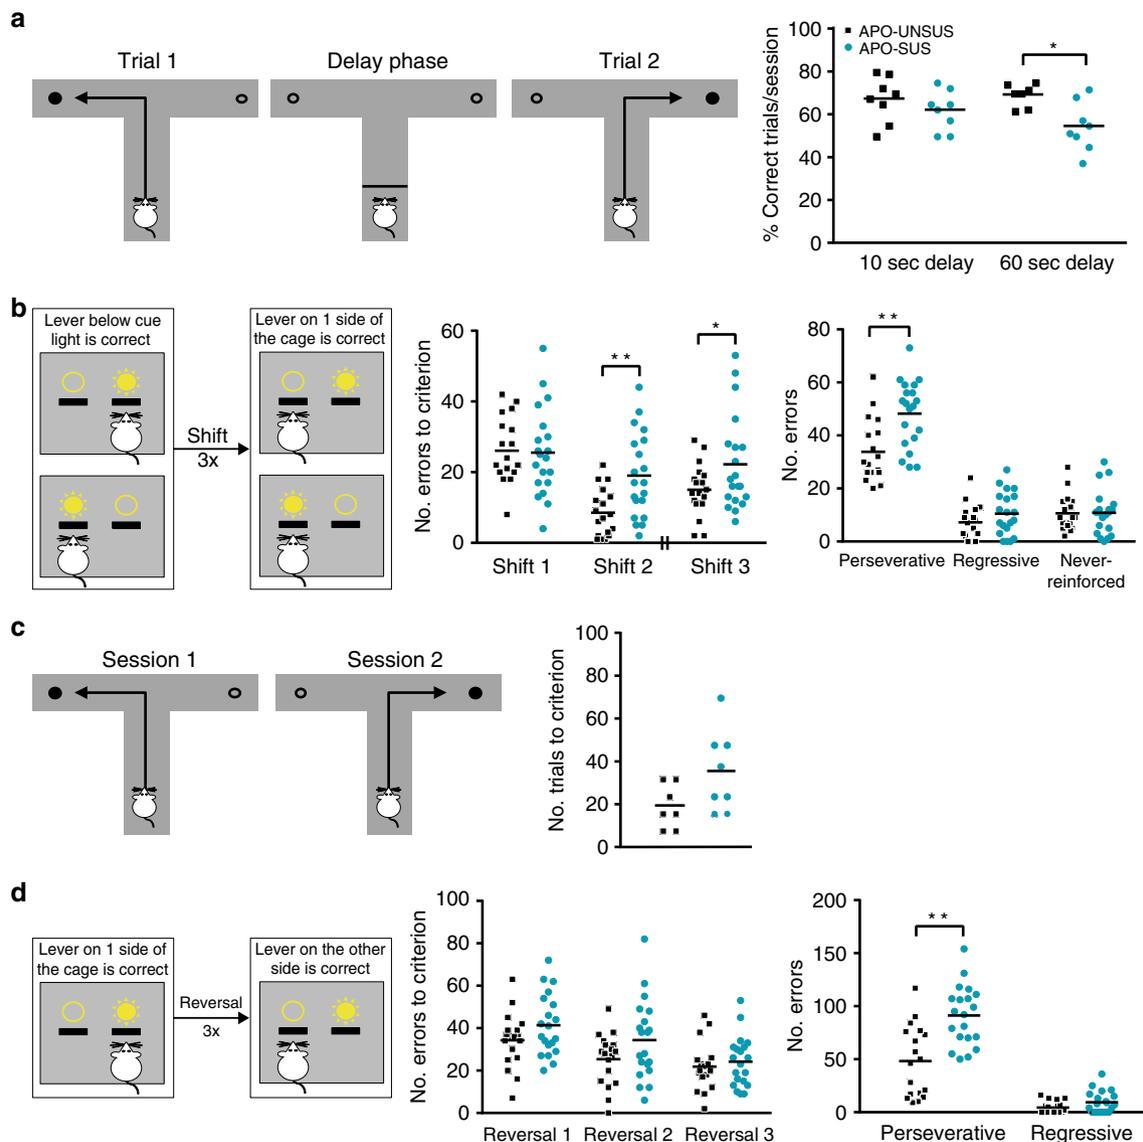 a
Trial 1
Delay phase
Trial 2
% Correct trials/session
100
80
60
40
20
0
APO-UNSUS
APO-SUS
*
10 sec delay
60 sec delay
b
Lever below cue
light is correct
Shift
3x
Lever on 1 side of
the cage is correct
No. errors to criterion
60
40
20
0
* *
*
Shift 1
Shift 2
Shift 3
No. errors
80
60
40
20
0
* *
Perseverative
Regressive
Never-
reinforced
c
Session 1
Session 2
No. trials to criterion
100
80
60
40
20
0
d
Lever on 1 side of
the cage is correct
Reversal
3x
Lever on the other
side is correct
No. errors to criterion
100
80
60
40
20
0
Reversal 1
Reversal 2
Reversal 3
No. errors
200
150
100
50
0
* *
Perseverative
Regressive